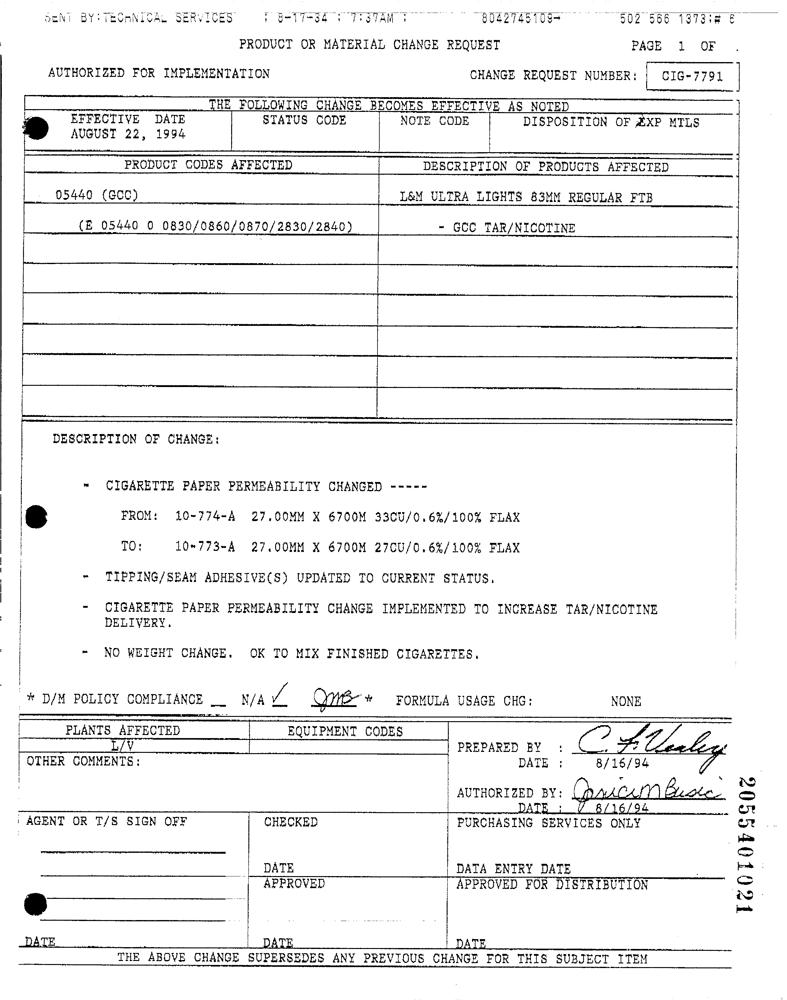 SENT BY:TECHNICAL SERVICES : 8-17-94 : 7:37AM : 8042745109→ 502 566 1373:# 6
PRODUCT OR MATERIAL CHANGE REQUEST PAGE 1 OF .
AUTHORIZED FOR IMPLEMENTATION CHANGE REQUEST NUMBER: CIG-7791
THE FOLLOWING CHANGE BECOMES EFFECTIVE AS NOTED
EFFECTIVE DATE STATUS CODE NOTE CODE DISPOSITION OF EXP MTLS
AUGUST 22, 1994
PRODUCT CODES AFFECTED DESCRIPTION OF PRODUCTS AFFECTED
05440 (GCC) L&M ULTRA LIGHTS 83MM REGULAR FTB
(E 05440 0 0830/0860/0870/2830/2840) - GCC TAR/NICOTINE
DESCRIPTION OF CHANGE:
- CIGARETTE PAPER PERMEABILITY CHANGED -----
FROM: 10-774-A 27.00MM X 6700M 33CU/0.6%/100% FLAX
TO: 10-773-A 27.00MM X 6700M 27CU/0.6%/100% FLAX
- TIPPING/SEAM ADHESIVE(S) UPDATED TO CURRENT STATUS.
- CIGARETTE PAPER PERMEABILITY CHANGE IMPLEMENTED TO INCREASE TAR/NICOTINE
DELIVERY.
- NO WEIGHT CHANGE. OK TO MIX FINISHED CIGARETTES.
* D/M POLICY COMPLIANCE __ N/A ✓ * FORMULA USAGE CHG: NONE
PLANTS AFFECTED EQUIPMENT CODES
L/V
PREPARED BY :
OTHER COMMENTS: DATE : 8/16/94
AUTHORIZED BY:
DATE : 8/16/94
AGENT OR T/S SIGN OFF CHECKED PURCHASING SERVICES ONLY
DATE DATA ENTRY DATE
APPROVED APPROVED FOR DISTRIBUTION
DATE DATE DATE
THE ABOVE CHANGE SUPERSEDES ANY PREVIOUS CHANGE FOR THIS SUBJECT ITEM
2055401021